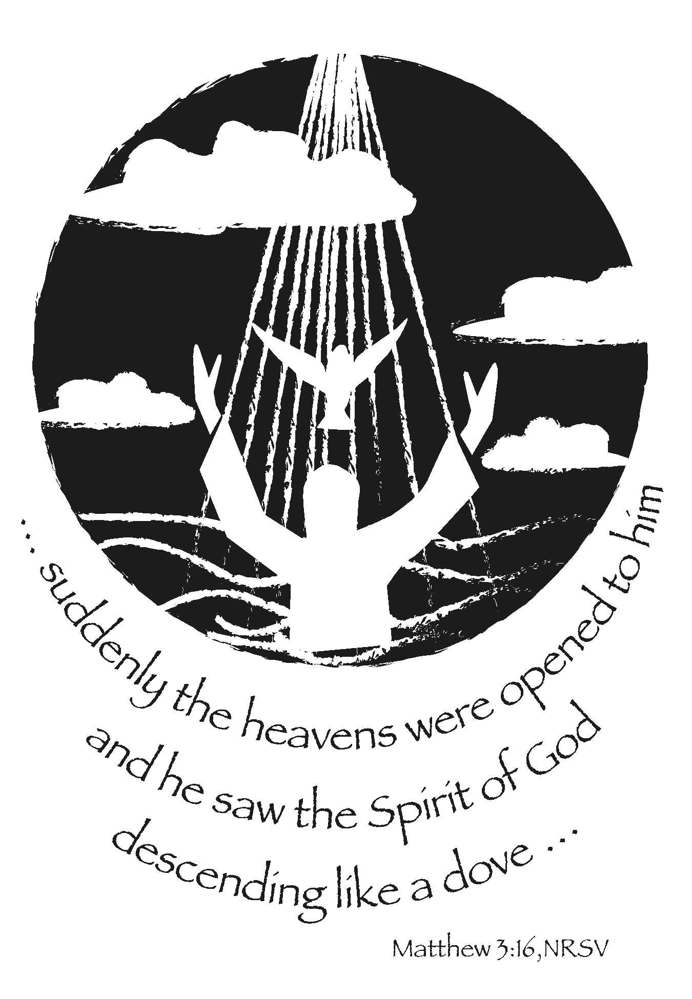 ... suddenly the heavens were opened to him
and he saw the Spirit of God
descending like a dove ...
Matthew 3:16, NRSV